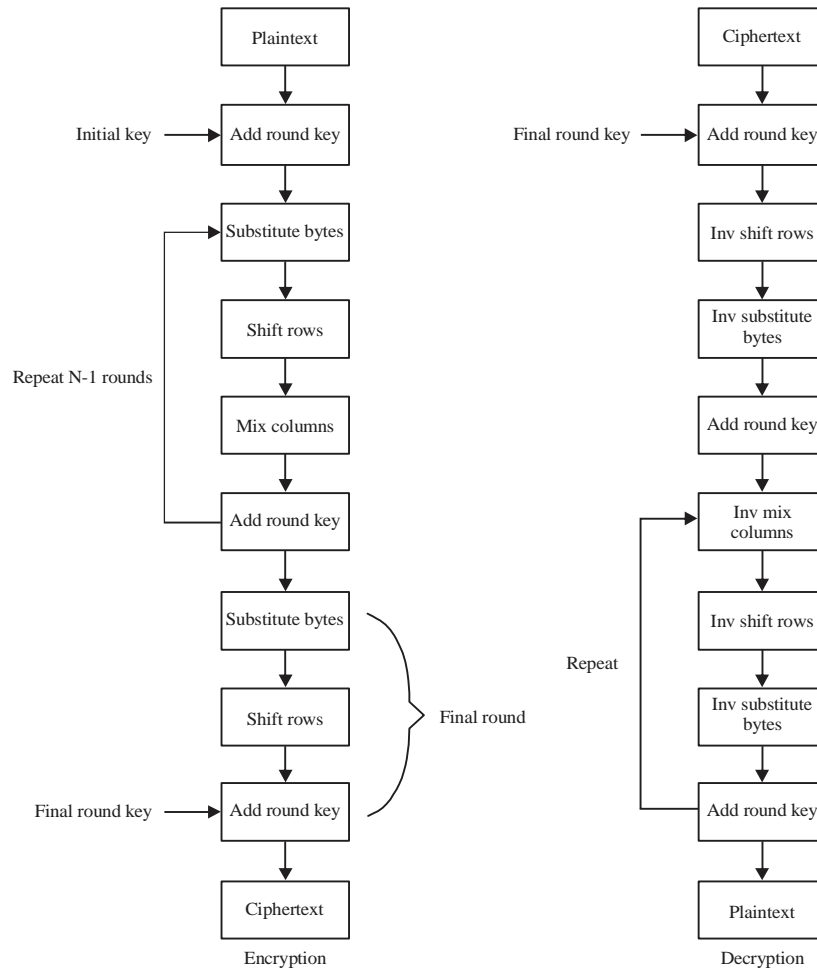 Plaintext
Initial key
Add round key
Substitute bytes
Shift rows
Repeat N-1 rounds
Mix columns
Add round key
Substitute bytes
Shift rows
Final round
Final round key
Add round key
Ciphertext
Encryption
Ciphertext
Final round key
Add round key
Inv shift rows
Inv substitute
bytes
Add round key
Inv mix
columns
Inv shift rows
Repeat
Inv substitute
bytes
Add round key
Plaintext
Decryption